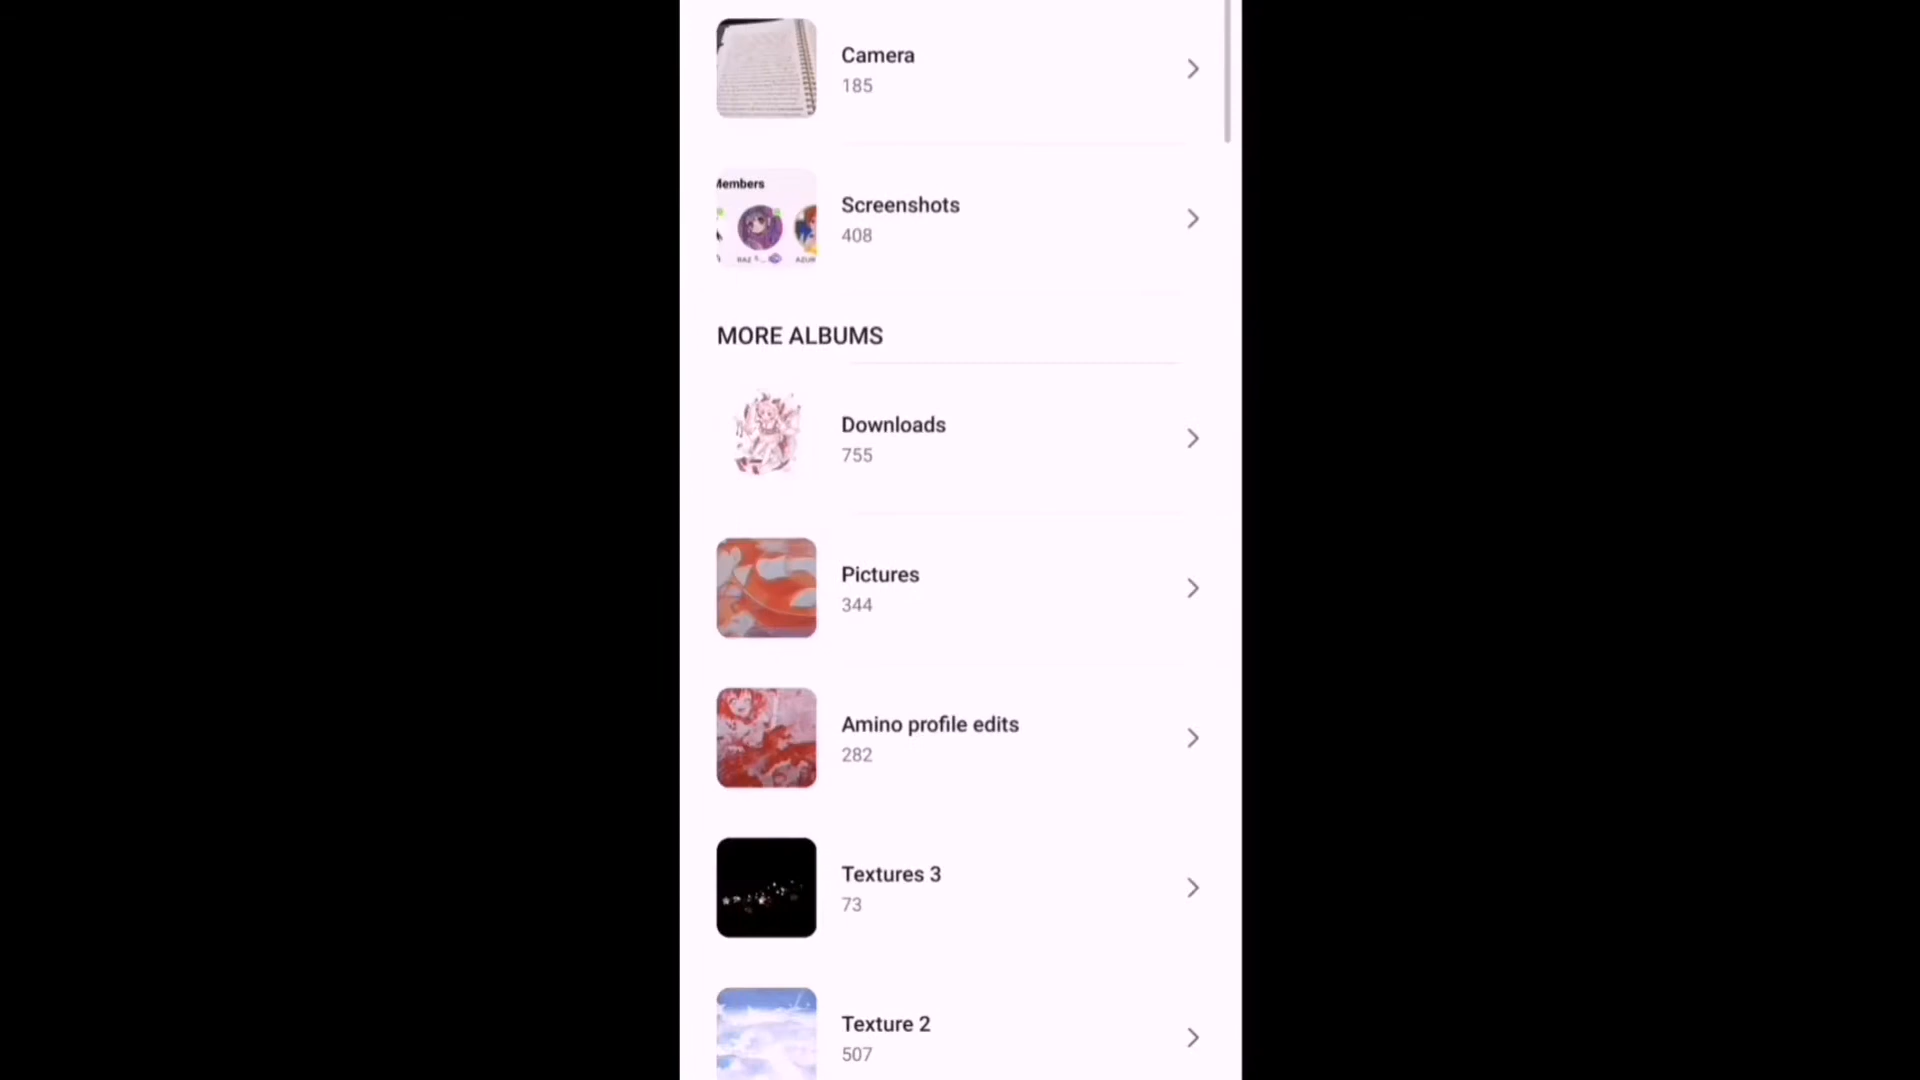 Camera
185
Members
Screenshots
408
MORE ALBUMS
Downloads
755
Pictures
344
Amino profile edits
282
Textures 3
73
Texture 2
507